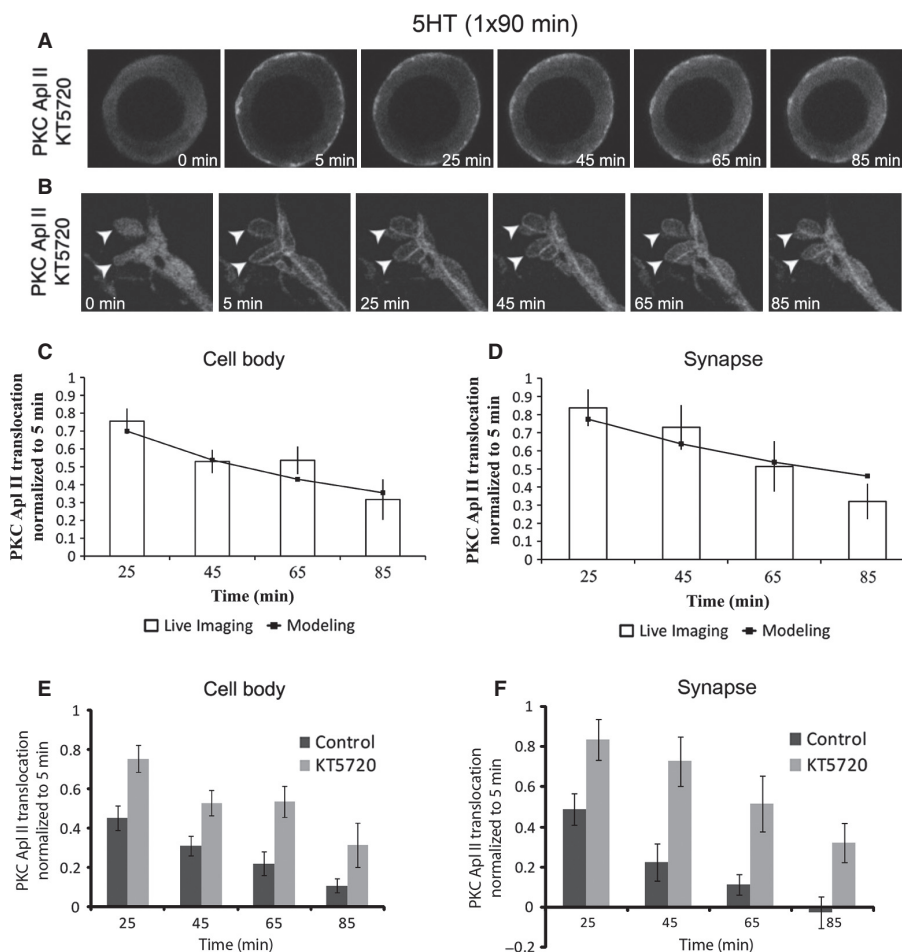 5HT (1x90 min)
A
PKC Apl II
KT5720
0 min
5 min
25 min
45 min
65 min
85 min
B
PKC Apl II
KT5720
0 min
5 min
25 min
45 min
65 min
85 min
C
Cell body
PKC Apl II translocation
normalized to 5 min
1
0.9
0.8
0.7
0.6
0.5
0.4
0.3
0.2
0.1
0
25 45 65 85
Time (min)
Live Imaging Modeling
D
Synapse
PKC Apl II translocation
normalized to 5 min
1
0.9
0.8
0.7
0.6
0.5
0.4
0.3
0.2
0.1
0
25 45 65 85
Time (min)
Live Imaging Modeling
E
Cell body
PKC Apl II translocation
normalized to 5 min
1
0.8
0.6
0.4
0.2
0
Control
KT5720
25 45 65 85
Time (min)
F
Synapse
PKC Apl II translocation
normalized to 5 min
1
0.8
0.6
0.4
0.2
0
−0.2
Control
KT5720
25 45 65 85
Time (min)